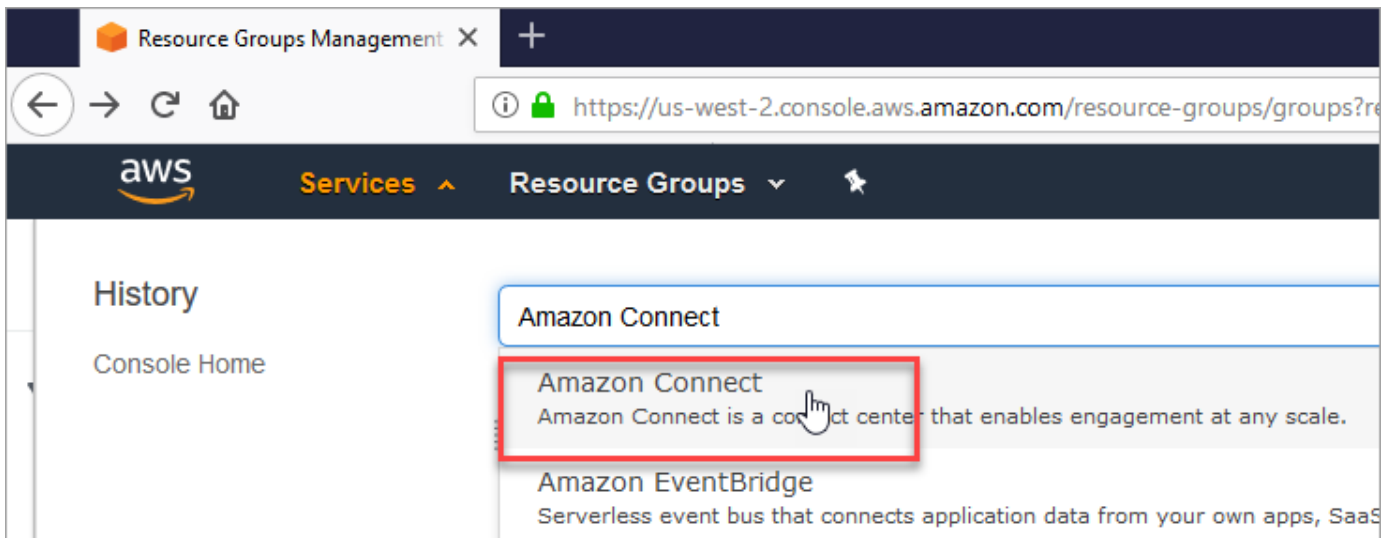 Resource Groups Management
https://us-west-2.console.aws.amazon.com/resource-groups/groups?re
aws
Services
Resource Groups
History
Console Home
Amazon Connect
Amazon Connect
Amazon Connect is a co ct center that enables engagement at any scale.
Amazon EventBridge
Serverless event bus that connects application data from your own apps, SaaS